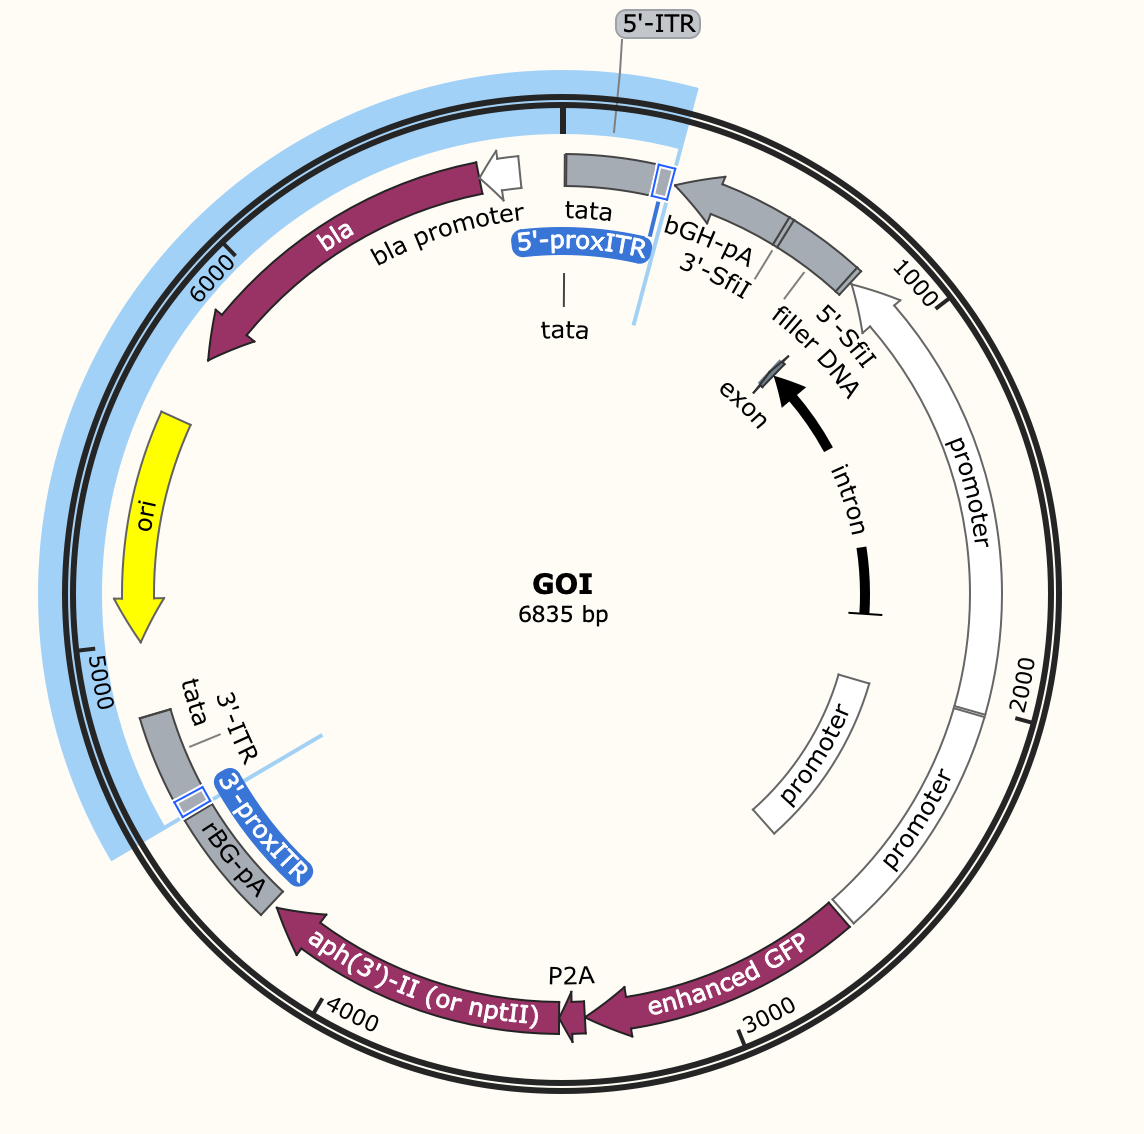 5'-ITR
tata
5'-proxITR
tata
bGH-pA
3'-SfiI
filler DNA
5'-SfiI
1000
exon
intron
promoter
2000
promoter
promoter
enhanced GFP
3000
P2A
aph(3')-II (or nptII)
4000
rBG-pA
3'-proxITR
3'-ITR
tata
5000
ori
6000
bla
bla promoter
GOI
6835 bp